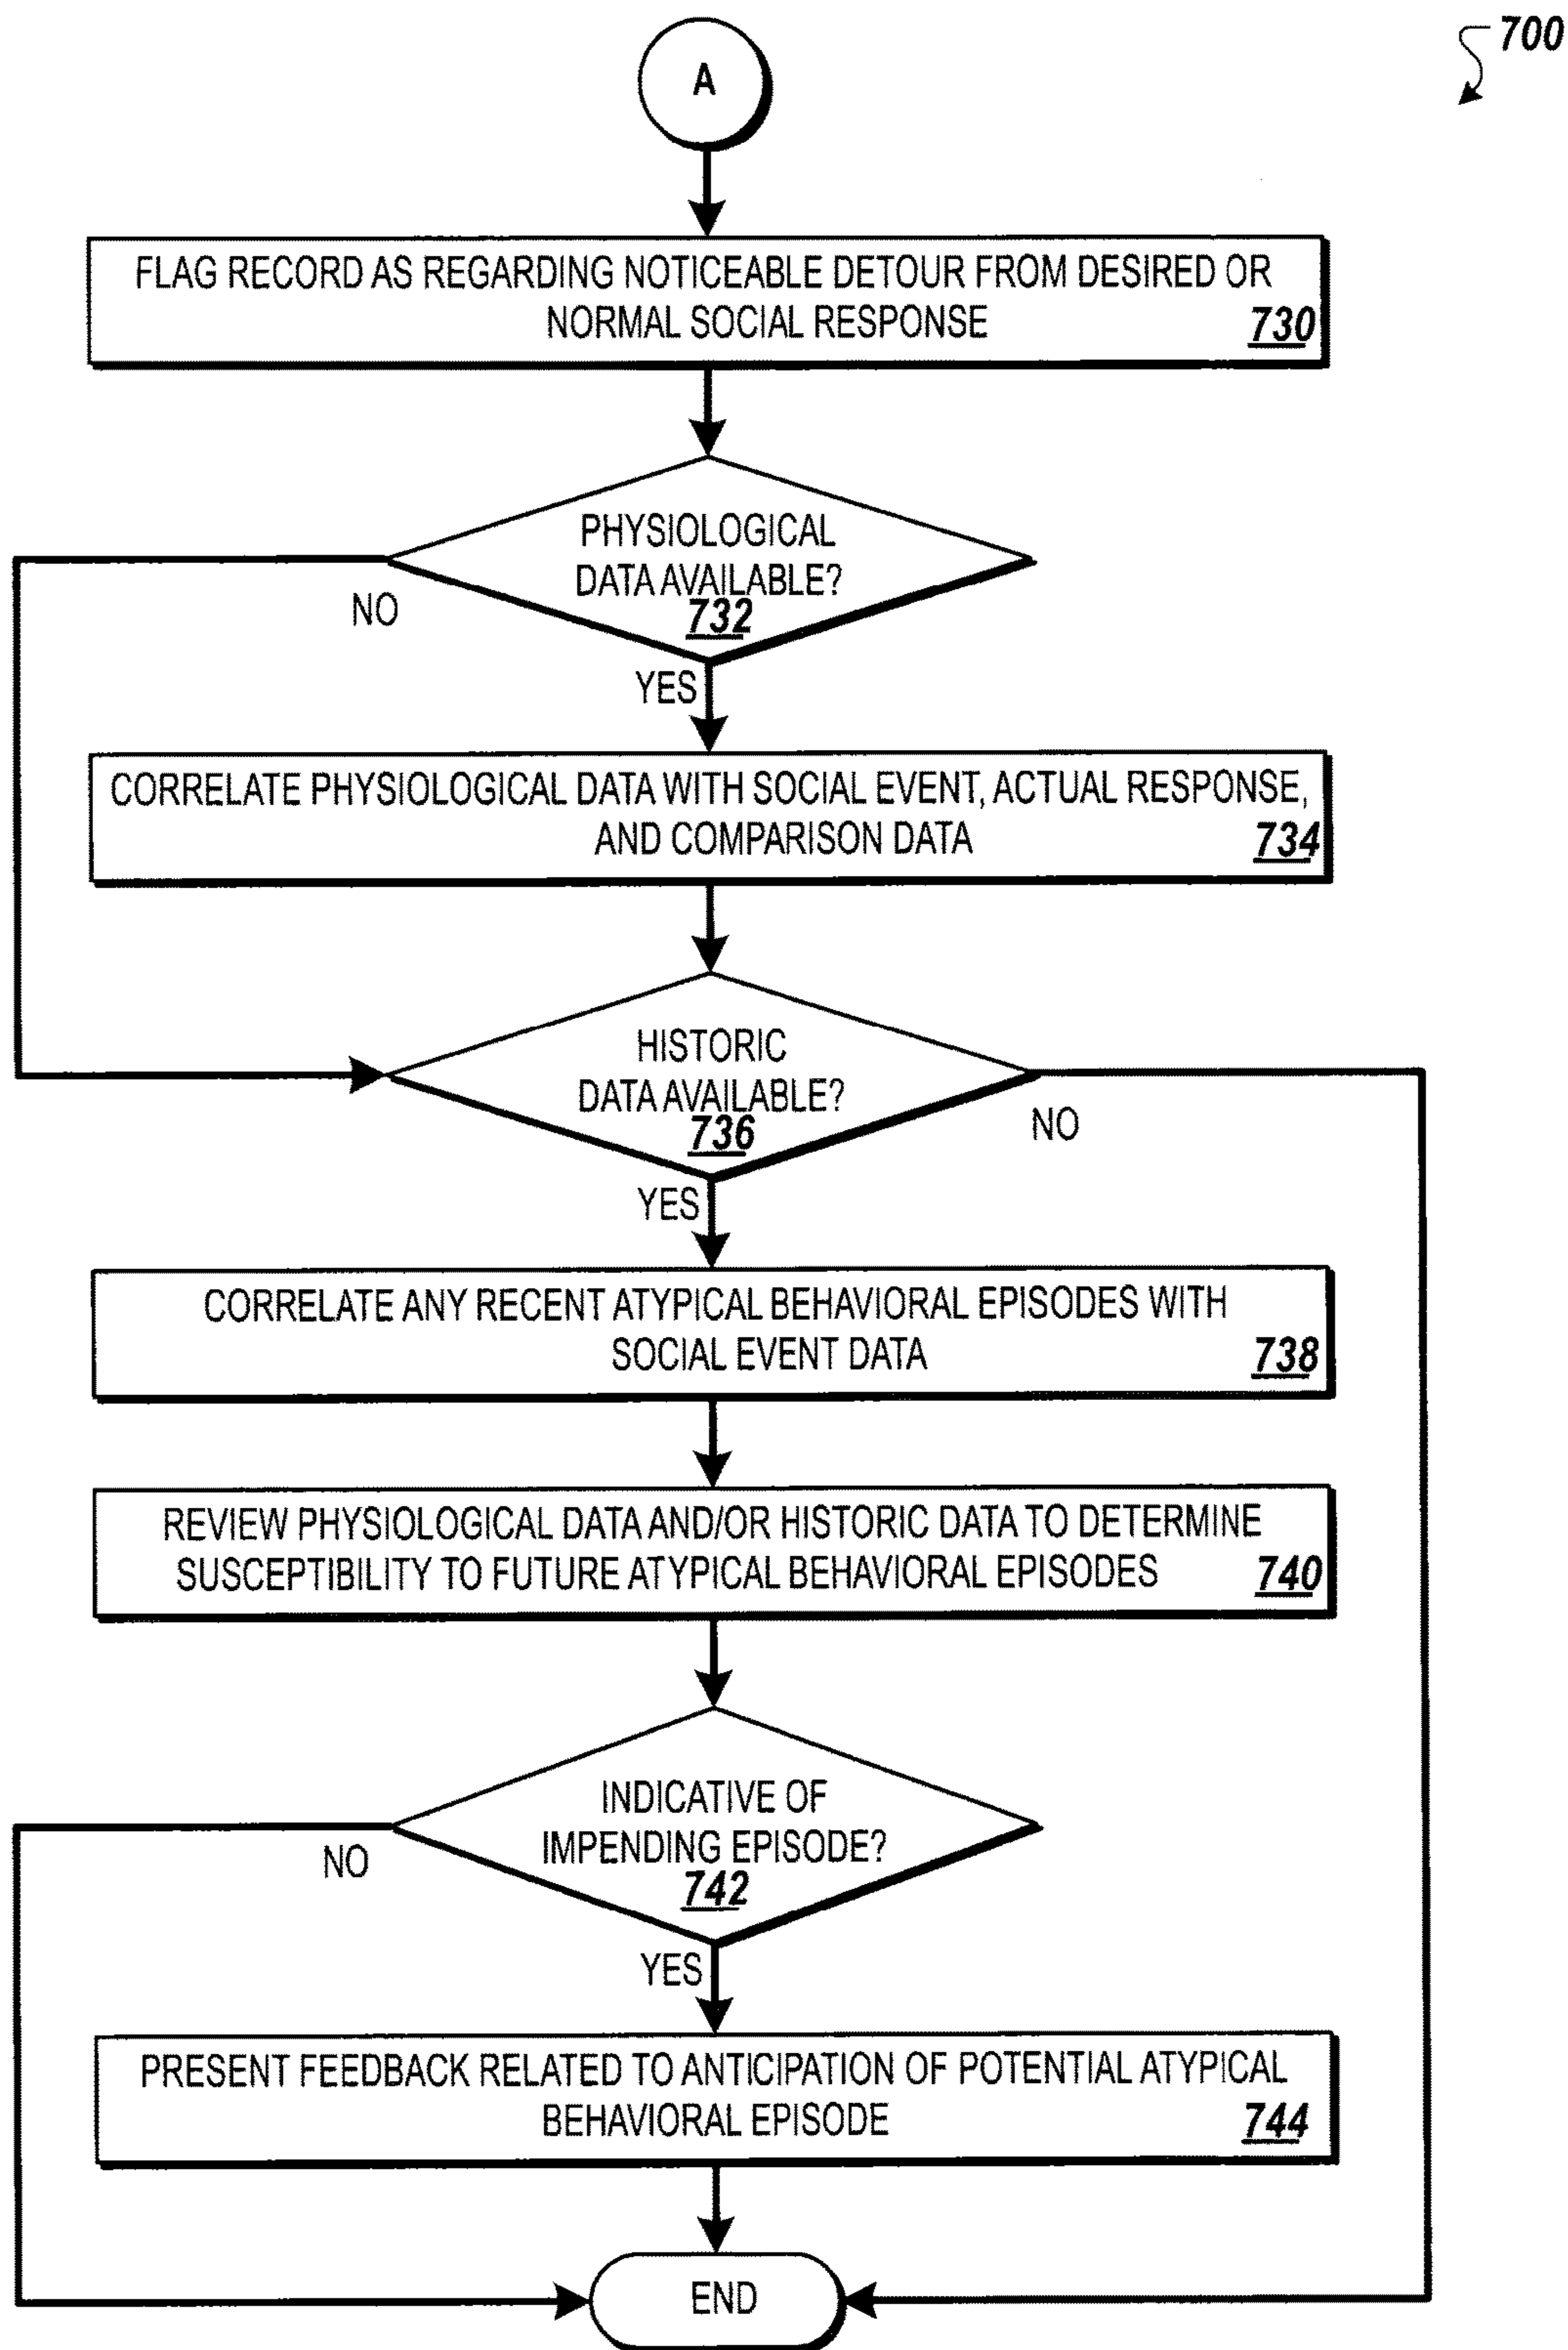 700
A
FLAG RECORD AS REGARDING NOTICEABLE DETOUR FROM DESIRED OR
NORMAL SOCIAL RESPONSE
730
PHYSIOLOGICAL
DATA AVAILABLE?
732
NO
YES
CORRELATE PHYSIOLOGICAL DATA WITH SOCIAL EVENT, ACTUAL RESPONSE,
AND COMPARISON DATA
734
HISTORIC
DATA AVAILABLE?
736
NO
YES
CORRELATE ANY RECENT ATYPICAL BEHAVIORAL EPISODES WITH
SOCIAL EVENT DATA
738
REVIEW PHYSIOLOGICAL DATA AND/OR HISTORIC DATA TO DETERMINE
SUSCEPTIBILITY TO FUTURE ATYPICAL BEHAVIORAL EPISODES
740
INDICATIVE OF
IMPENDING EPISODE?
742
NO
YES
PRESENT FEEDBACK RELATED TO ANTICIPATION OF POTENTIAL ATYPICAL
BEHAVIORAL EPISODE
744
END